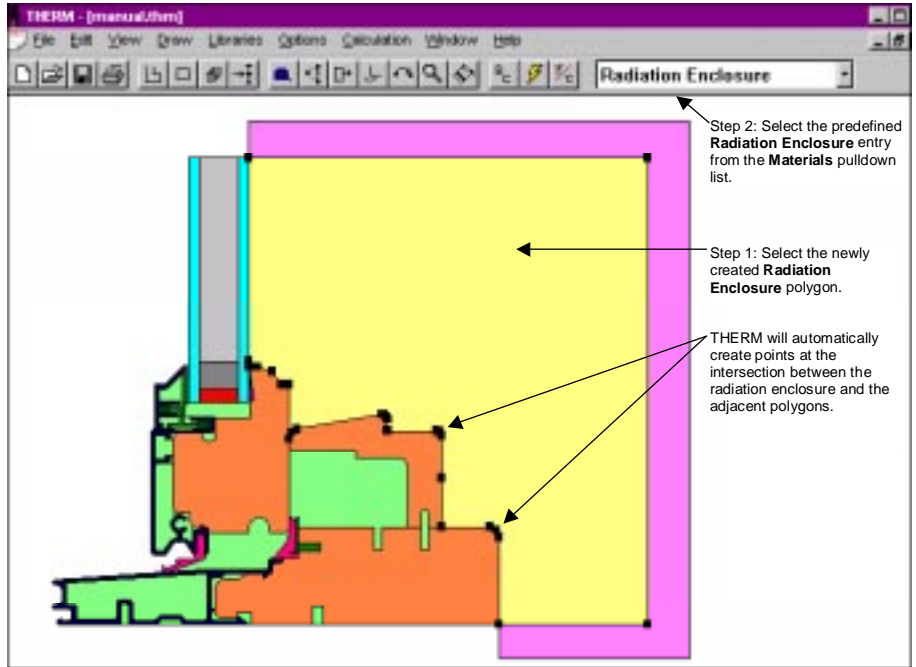 THERM - [manual.thm]
File Edit View Draw Libraries Options Calculation Window Help
Radiation Enclosure
Step 2: Select the predefined
Radiation Enclosure entry
from the Materials pulldown
list.
Step 1: Select the newly
created Radiation
Enclosure polygon.
THERM will automatically
create points at the
intersection between the
radiation enclosure and the
adjacent polygons.